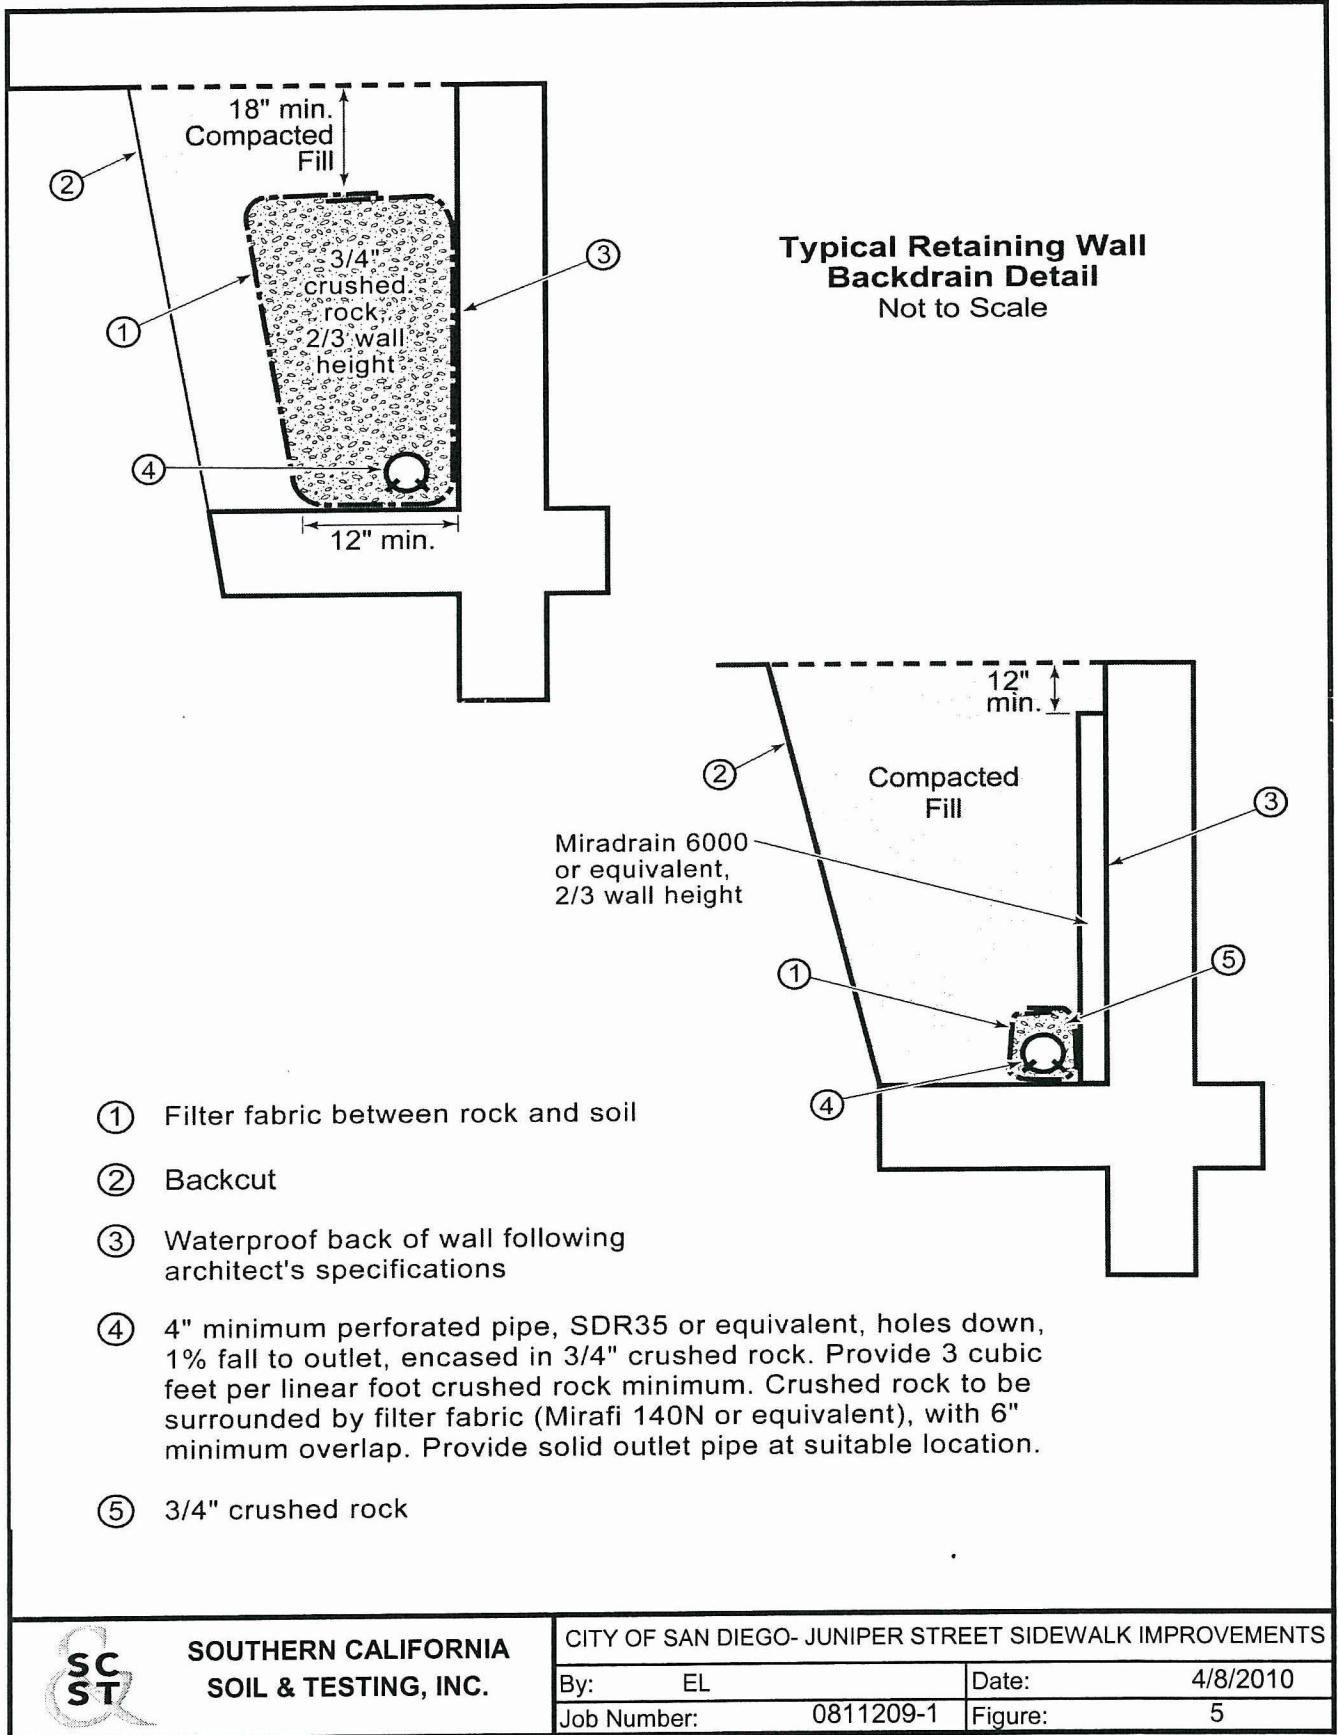 18" min.
Compacted
Fill
②
3/4"
crushed
rock,
2/3 wall
height
③
①
④
12" min.
Typical Retaining Wall
Backdrain Detail
Not to Scale
12"
min.
②
Compacted
Fill
③
Miradrain 6000
or equivalent,
2/3 wall height
①
⑤
④
① Filter fabric between rock and soil
② Backcut
③ Waterproof back of wall following
architect's specifications
④ 4" minimum perforated pipe, SDR35 or equivalent, holes down,
1% fall to outlet, encased in 3/4" crushed rock. Provide 3 cubic
feet per linear foot crushed rock minimum. Crushed rock to be
surrounded by filter fabric (Mirafi 140N or equivalent), with 6"
minimum overlap. Provide solid outlet pipe at suitable location.
⑤ 3/4" crushed rock
SC
ST
&
SOUTHERN CALIFORNIA
SOIL & TESTING, INC.
CITY OF SAN DIEGO- JUNIPER STREET SIDEWALK IMPROVEMENTS
By: EL
Date: 4/8/2010
Job Number: 0811209-1
Figure: 5